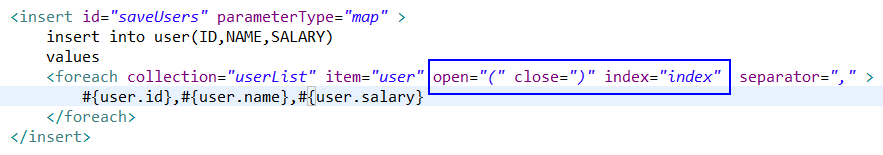 <insert id="saveUsers" parameterType="map" >
insert into user(ID,NAME,SALARY)
values
<foreach collection="userList" item="user" open="(" close=")" index="index" separator="," >
#{user.id},#{user.name},#{user.salary}
</foreach>
</insert>